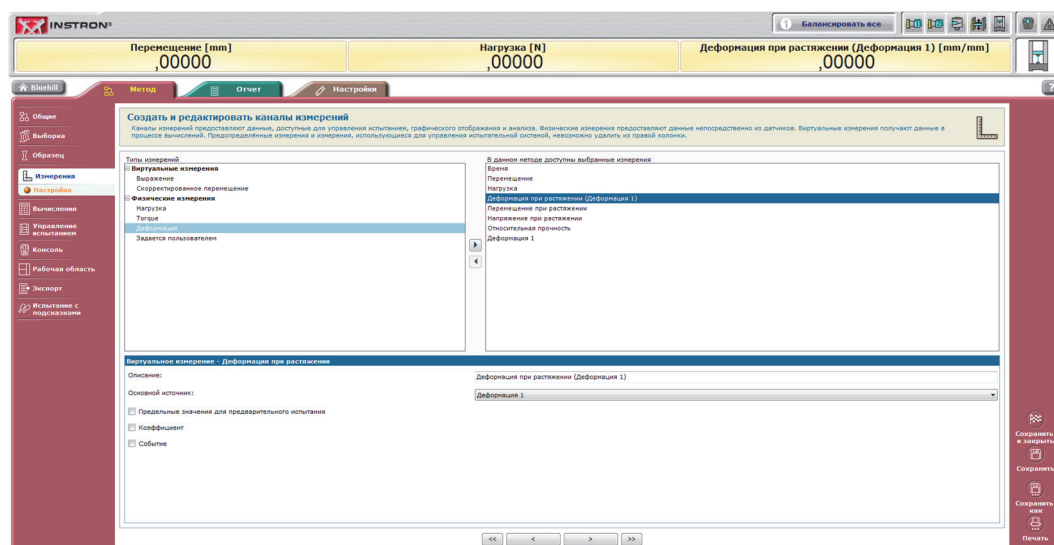 INSTRON®
1 Балансировать все
Перемещение [mm]
,00000
Нагрузка [N]
,00000
Деформация при растяжении (Деформация 1) [mm/mm]
,00000
Bluehill
Метод
Отчет
Настройки
?
Общие
Выборка
Образец
Измерения
Настройка
Вычисления
Управление
испытанием
Консоль
Рабочая область
Экспорт
Испытание с
подсказками
Создать и редактировать каналы измерений
Каналы измерений предоставляют данные, доступные для управления испытанием, графического отображения и анализа. Физические измерения предоставляют данные непосредственно из датчиков. Виртуальные измерения получают данные в
процессе вычислений. Предопределённые измерения и измерения, использующиеся для управления испытательной системой, невозможно удалить из правой колонки.
Типы измерений
Виртуальные измерения
Выражение
Скорректированное перемещение
Физические измерения
Нагрузка
Torque
Деформация
Задается пользователем
В данном методе доступны выбранные измерения
Время
Перемещение
Нагрузка
Деформация при растяжении (Деформация 1)
Перемещение при растяжении
Напряжение при растяжении
Относительная прочность
Деформация 1
Виртуальное измерение - Деформация при растяжении
Описание:
Деформация при растяжении (Деформация 1)
Основной источник:
Деформация 1
Предельные значения для предварительного испытания
Коэффициент
Событие
<< < > >>
Сохранить
и закрыть
Сохранить
Сохранить
как
Печать